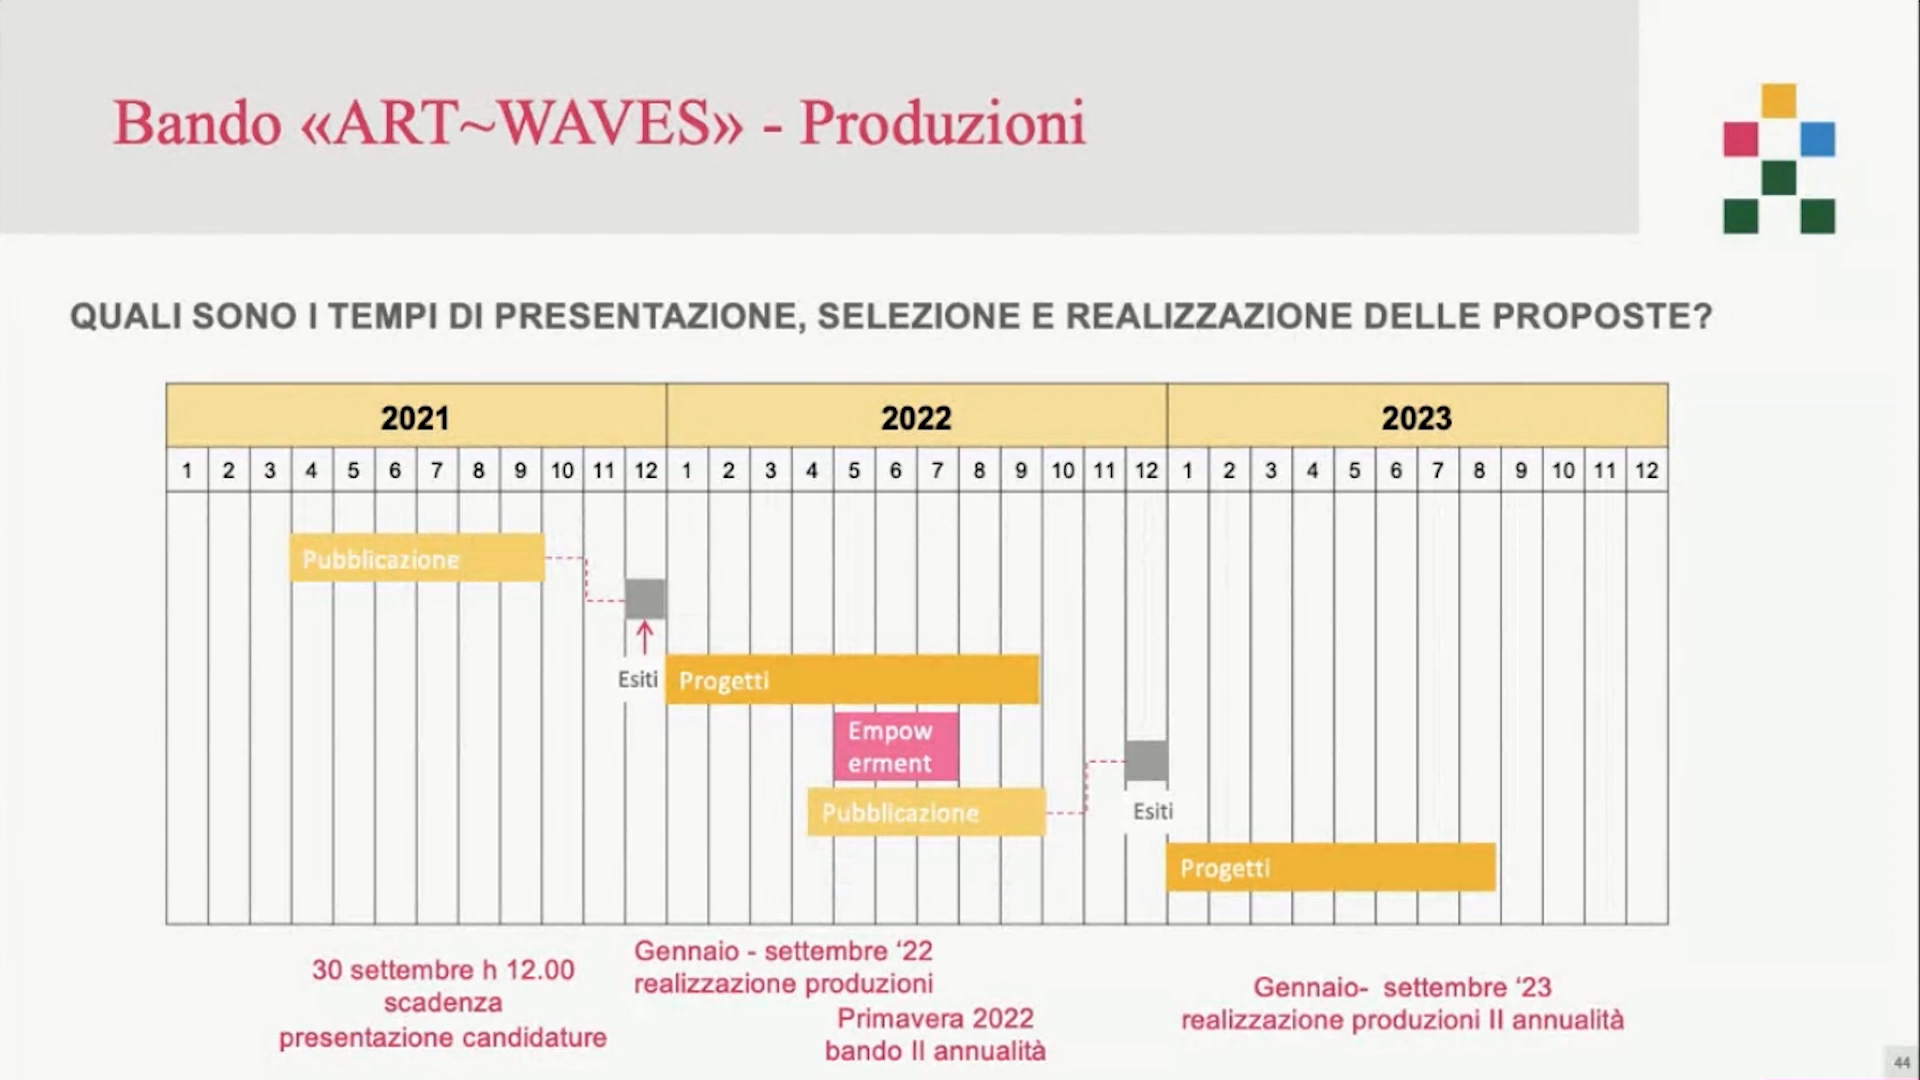 Bando «ART~WAVES» - Produzioni
QUALI SONO I TEMPI DI PRESENTAZIONE, SELEZIONE E REALIZZAZIONE DELLE PROPOSTE?
2021 2022 2023
1 2 3 4 5 6 7 8 9 10 11 12 1 2 3 4 5 6 7 8 9 10 11 12 1 2 3 4 5 6 7 8 9 10 11 12
Pubblicazione
Esiti
Progetti
Empow
erment
Pubblicazione
Esiti
Progetti
30 settembre h 12.00
scadenza
presentazione candidature
Gennaio - settembre ‘22
realizzazione produzioni
Primavera 2022
bando II annualità
Gennaio- settembre ‘23
realizzazione produzioni II annualità
44